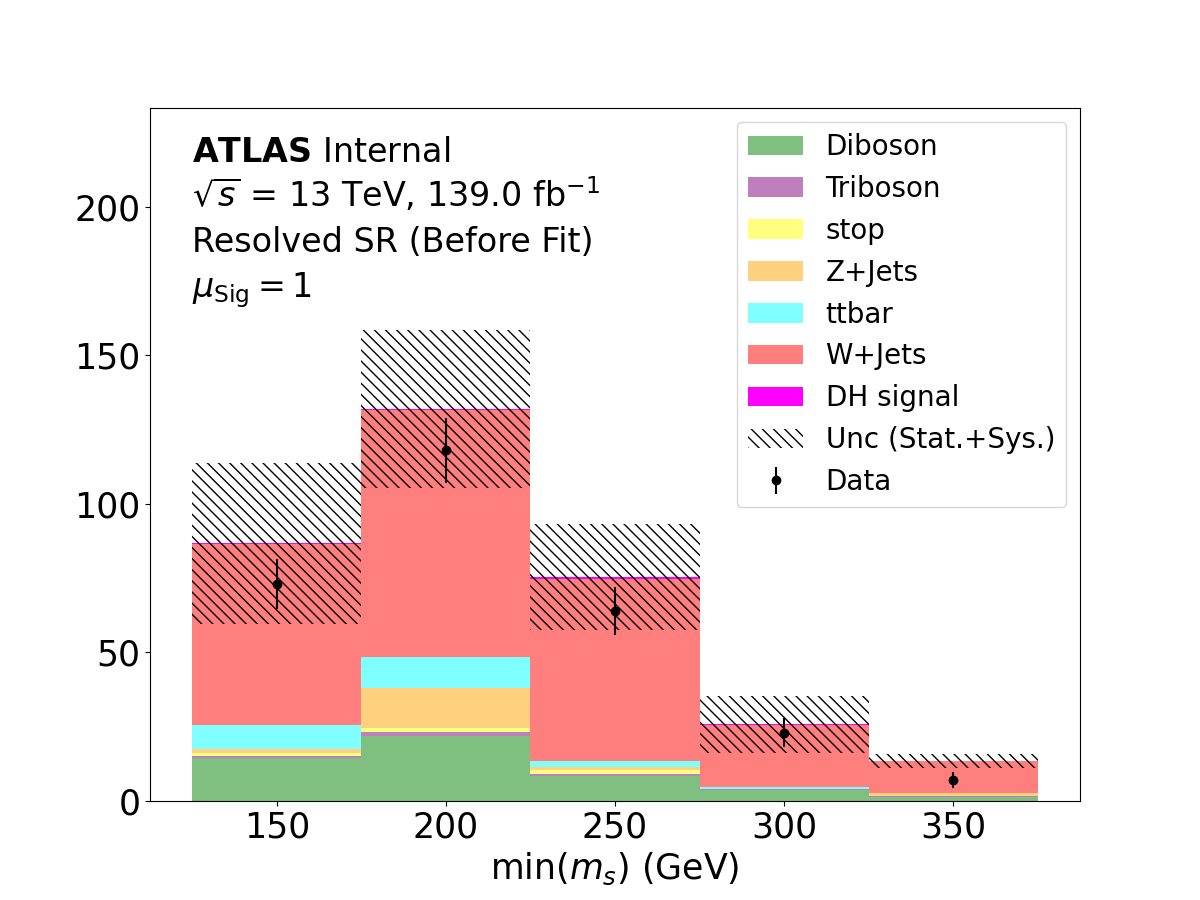 ATLAS Internal
√s = 13 TeV, 139.0 fb⁻¹
Resolved SR (Before Fit)
μ_Sig = 1
Diboson
Triboson
stop
Z+Jets
ttbar
W+Jets
DH signal
Unc (Stat.+Sys.)
Data
200
150
100
50
0
150 200 250 300 350
min(mₛ) (GeV)